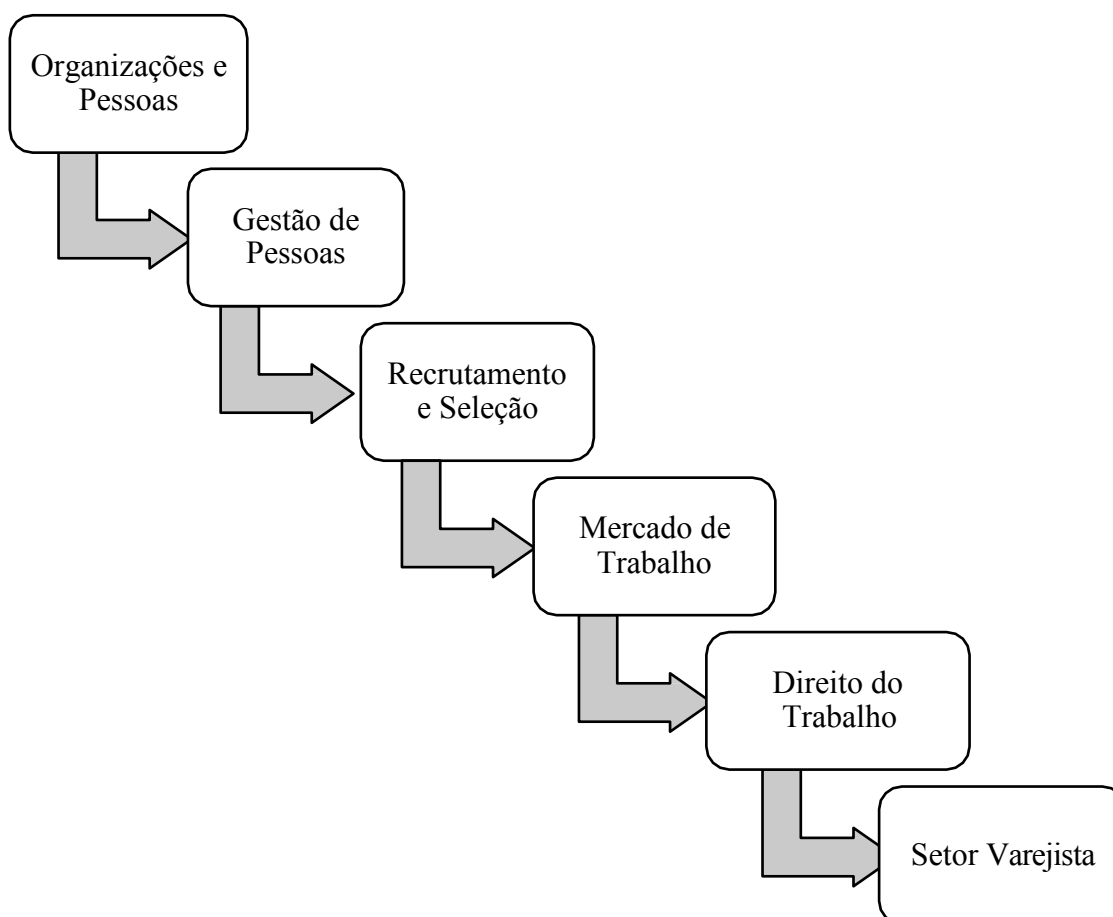 Organizações e
Pessoas
Gestão de
Pessoas
Recrutamento
e Seleção
Mercado de
Trabalho
Direito do
Trabalho
Setor Varejista